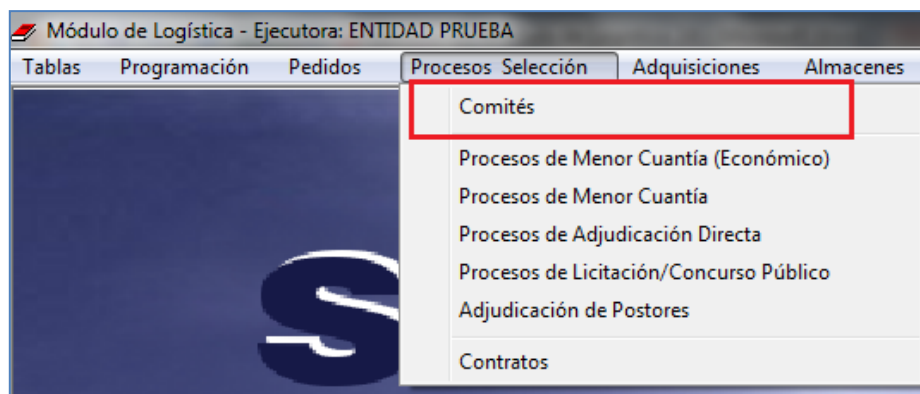 Módulo de Logística - Ejecutora: ENTIDAD PRUEBA
Tablas Programación Pedidos Procesos Selección Adquisiciones Almacenes
Comités
Procesos de Menor Cuantía (Económico)
Procesos de Menor Cuantía
Procesos de Adjudicación Directa
Procesos de Licitación/Concurso Público
Adjudicación de Postores
Contratos
S